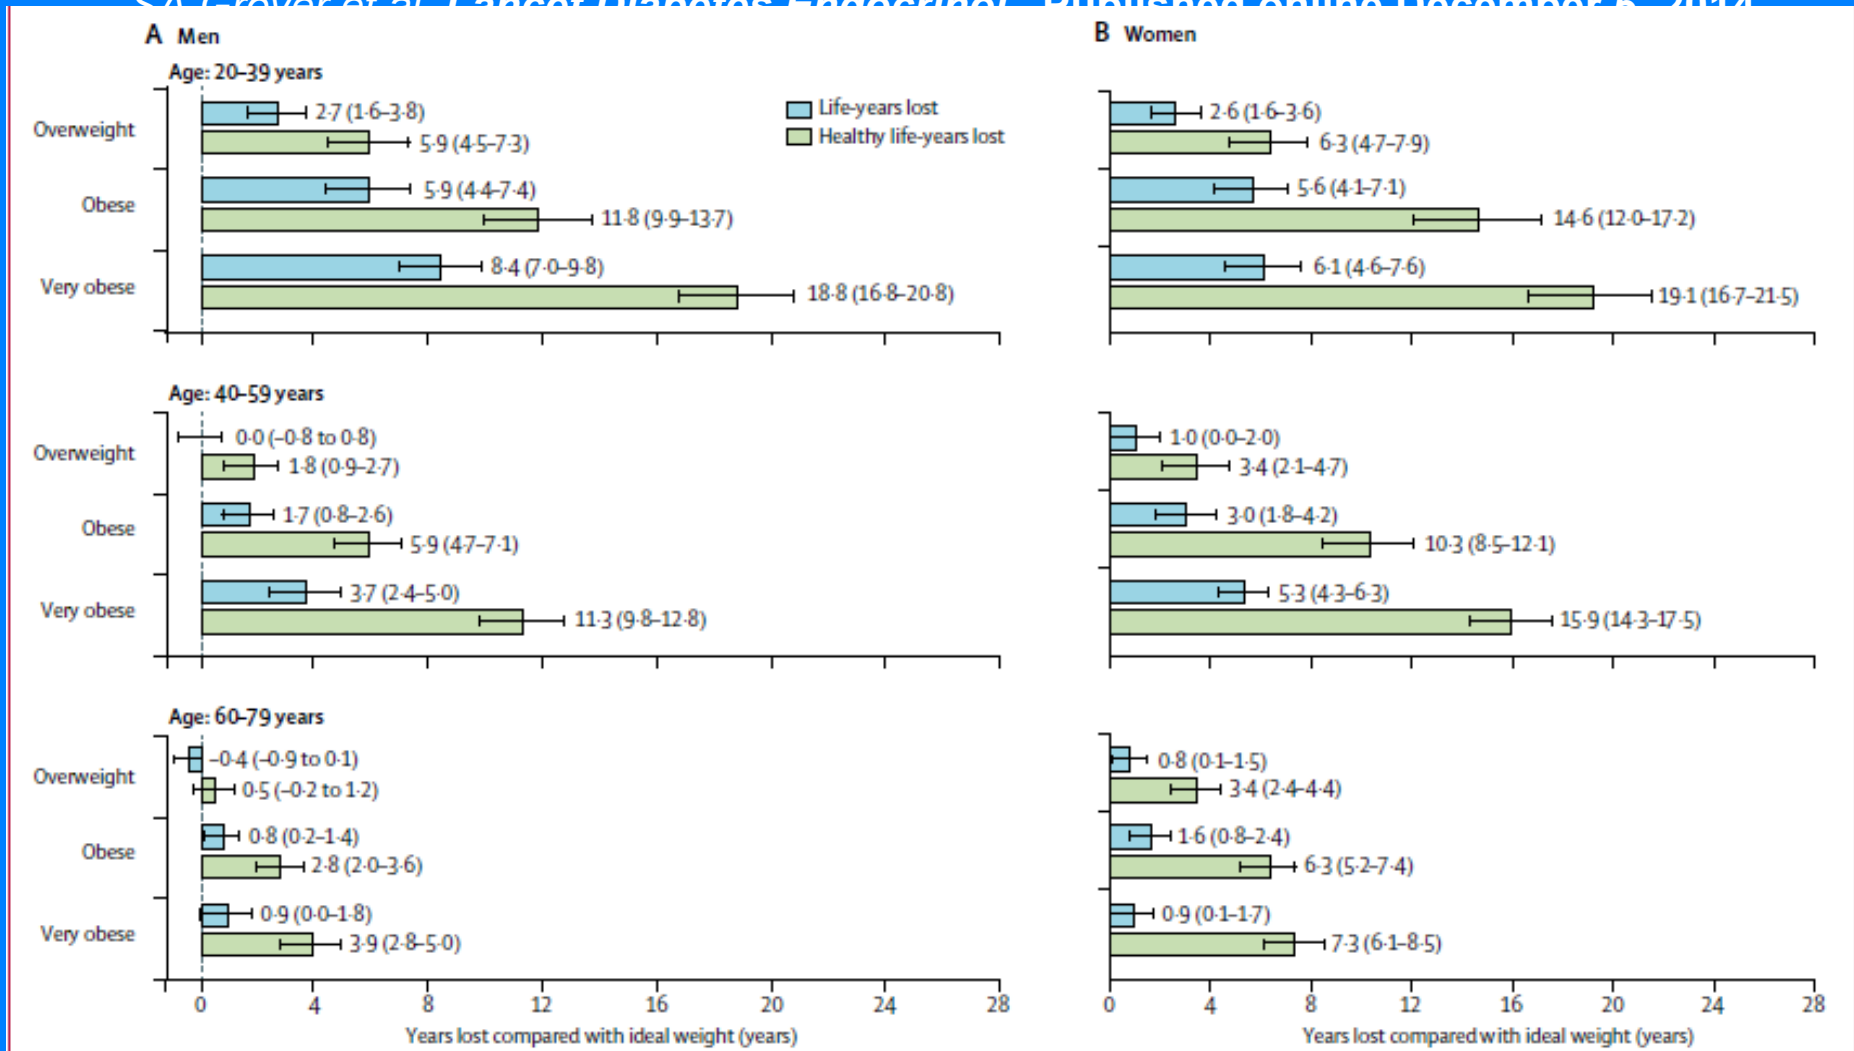 SA Grover et al. Lancet Diabetes Endocrinol. Published online December 5, 2014
A Men
Age: 20–39 years
Overweight
2·7 (1·6–3·8)
5·9 (4·5–7·3)
Obese
5·9 (4·4–7·4)
11·8 (9·9–13·7)
Very obese
8·4 (7·0–9·8)
18·8 (16·8–20·8)
Life-years lost
Healthy life-years lost
Age: 40–59 years
Overweight
0·0 (–0·8 to 0·8)
1·8 (0·9–2·7)
Obese
1·7 (0·8–2·6)
5·9 (4·7–7·1)
Very obese
3·7 (2·4–5·0)
11·3 (9·8–12·8)
Age: 60–79 years
Overweight
–0·4 (–0·9 to 0·1)
0·5 (–0·2 to 1·2)
Obese
0·8 (0·2–1·4)
2·8 (2·0–3·6)
Very obese
0·9 (0·0–1·8)
3·9 (2·8–5·0)
0 4 8 12 16 20 24 28
Years lost compared with ideal weight (years)
B Women
2·6 (1·6–3·6)
6·3 (4·7–7·9)
5·6 (4·1–7·1)
14·6 (12·0–17·2)
6·1 (4·6–7·6)
19·1 (16·7–21·5)
1·0 (0·0–2·0)
3·4 (2·1–4·7)
3·0 (1·8–4·2)
10·3 (8·5–12·1)
5·3 (4·3–6·3)
15·9 (14·3–17·5)
0·8 (0·1–1·5)
3·4 (2·4–4·4)
1·6 (0·8–2·4)
6·3 (5·2–7·4)
0·9 (0·1–1·7)
7·3 (6·1–8·5)
0 4 8 12 16 20 24 28
Years lost compared with ideal weight (years)